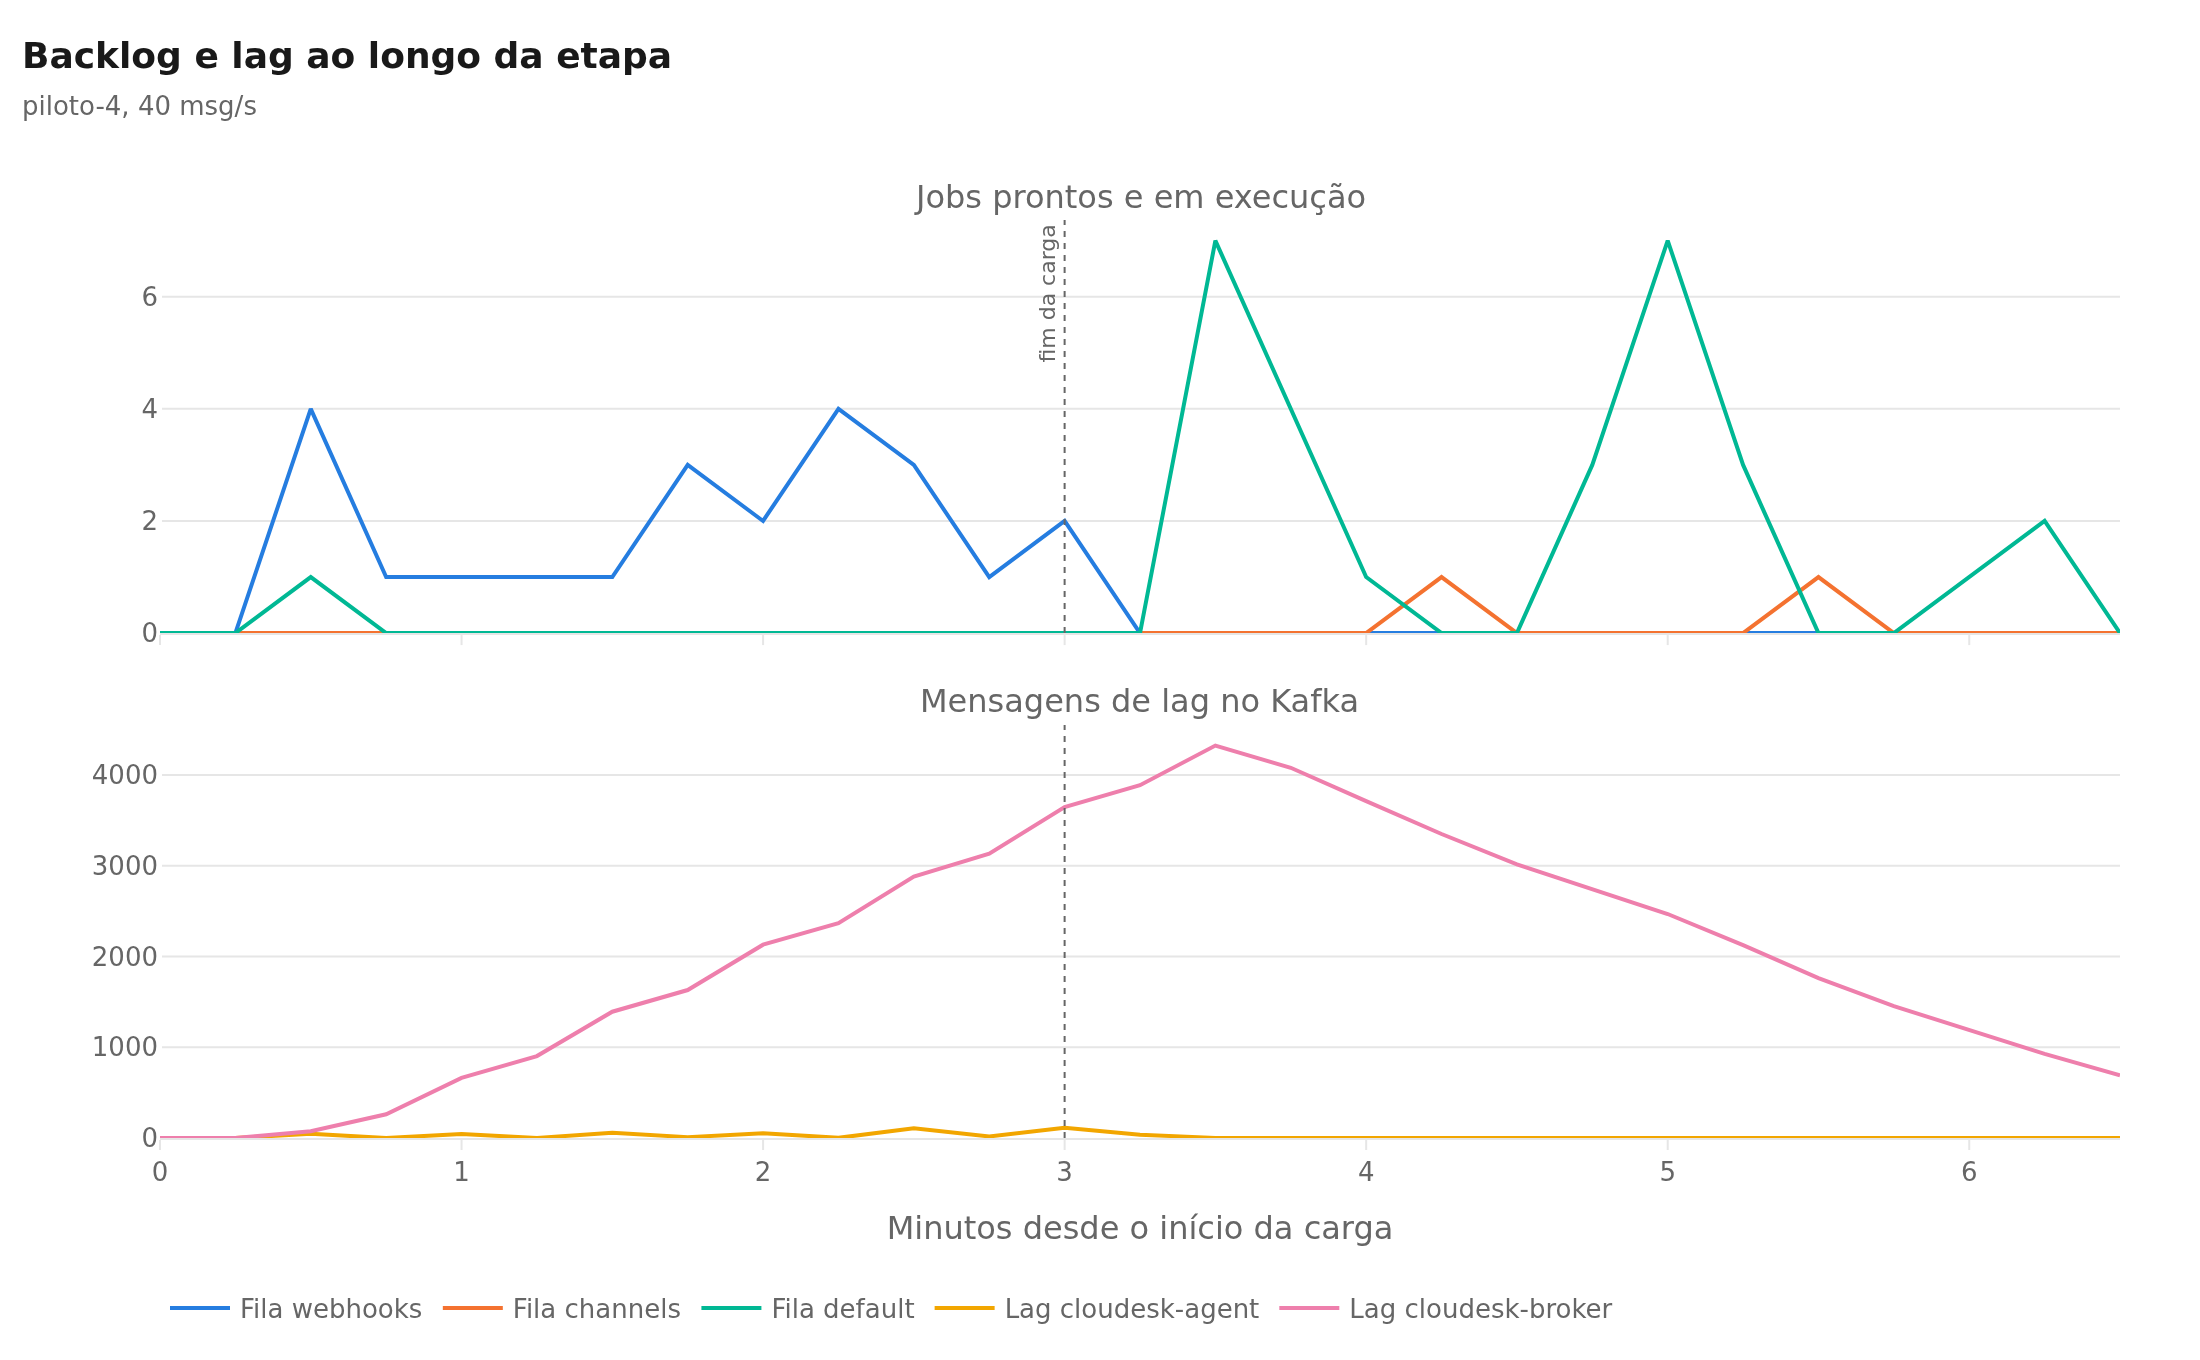 Backlog e lag ao longo da etapa
piloto-4, 40 msg/s
Jobs prontos e em execução
fim da carga
6
4
2
0
Mensagens de lag no Kafka
4000
3000
2000
1000
0
0 1 2 3 4 5 6
Minutos desde o início da carga
Fila webhooks Fila channels Fila default Lag cloudesk-agent Lag cloudesk-broker